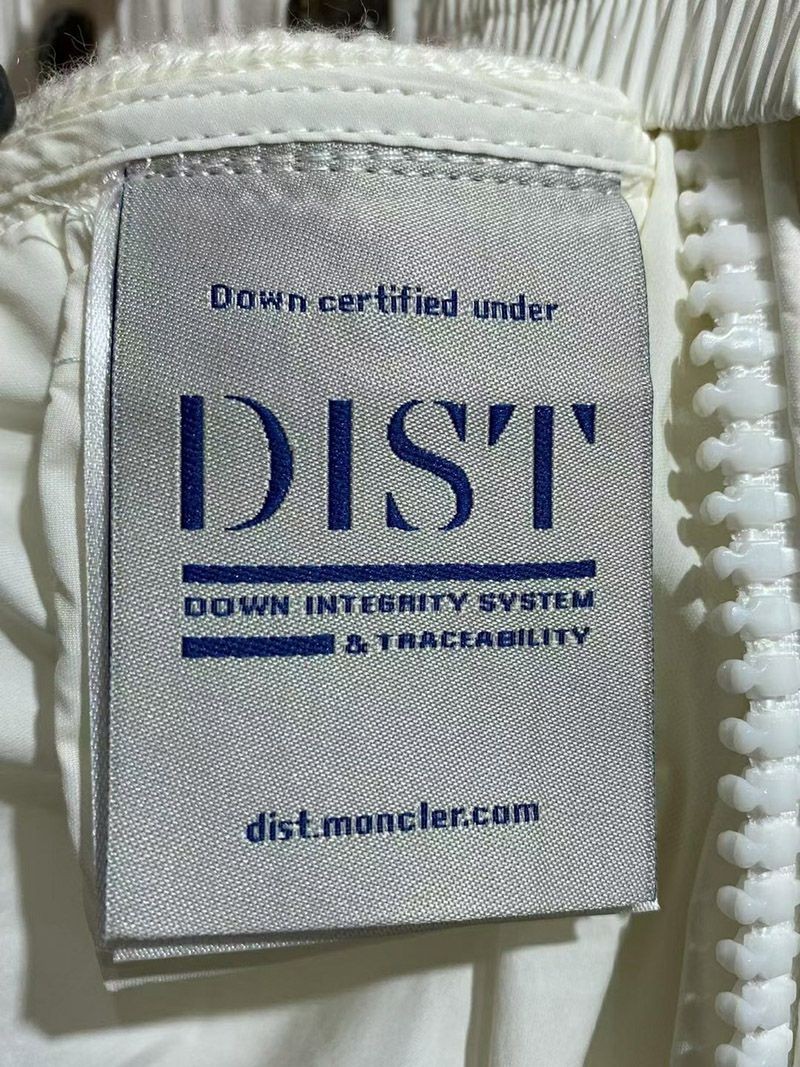 Down certified under
DIST
DOWN INTEGRITY SYSTEM
& TRACEABILITY
dist.moncler.com